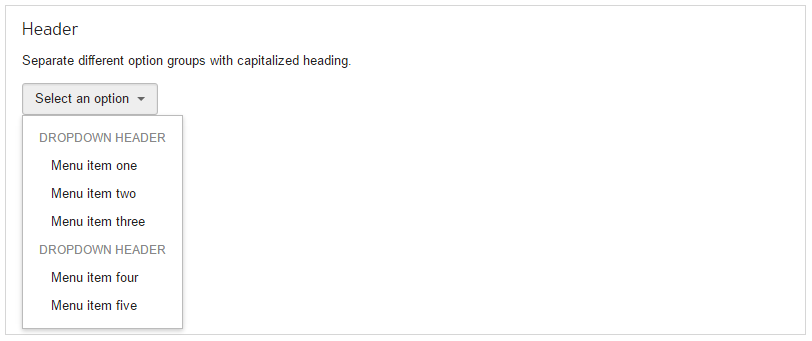 Header
Separate different option groups with capitalized heading.
Select an option
DROPDOWN HEADER
Menu item one
Menu item two
Menu item three
DROPDOWN HEADER
Menu item four
Menu item five